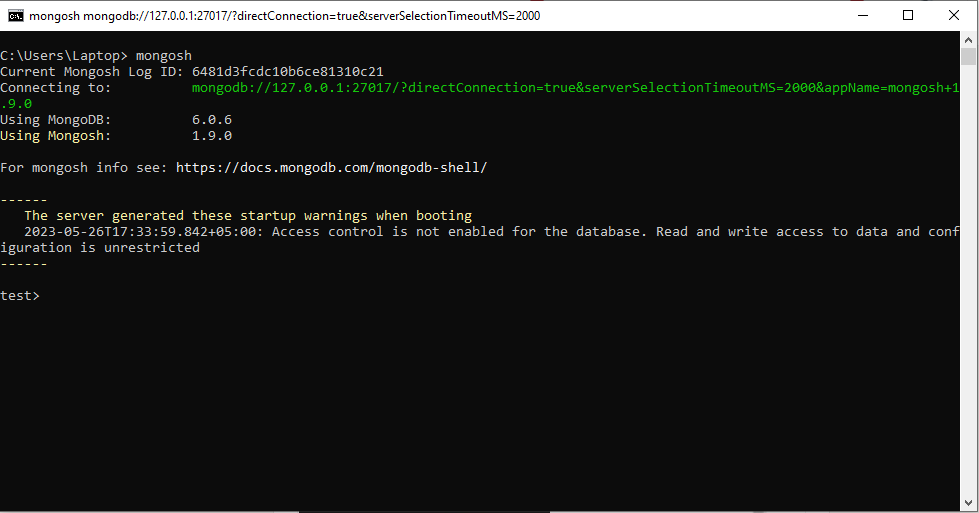 mongosh mongodb://127.0.0.1:27017/?directConnection=true&serverSelectionTimeoutMS=2000
C:\Users\Laptop> mongosh
Current Mongosh Log ID: 6481d3fcdc10b6ce81310c21
Connecting to:          mongodb://127.0.0.1:27017/?directConnection=true&serverSelectionTimeoutMS=2000&appName=mongosh+1
.9.0
Using MongoDB:          6.0.6
Using Mongosh:          1.9.0
For mongosh info see: https://docs.mongodb.com/mongodb-shell/
------
   The server generated these startup warnings when booting
   2023-05-26T17:33:59.842+05:00: Access control is not enabled for the database. Read and write access to data and conf
iguration is unrestricted
------
test>